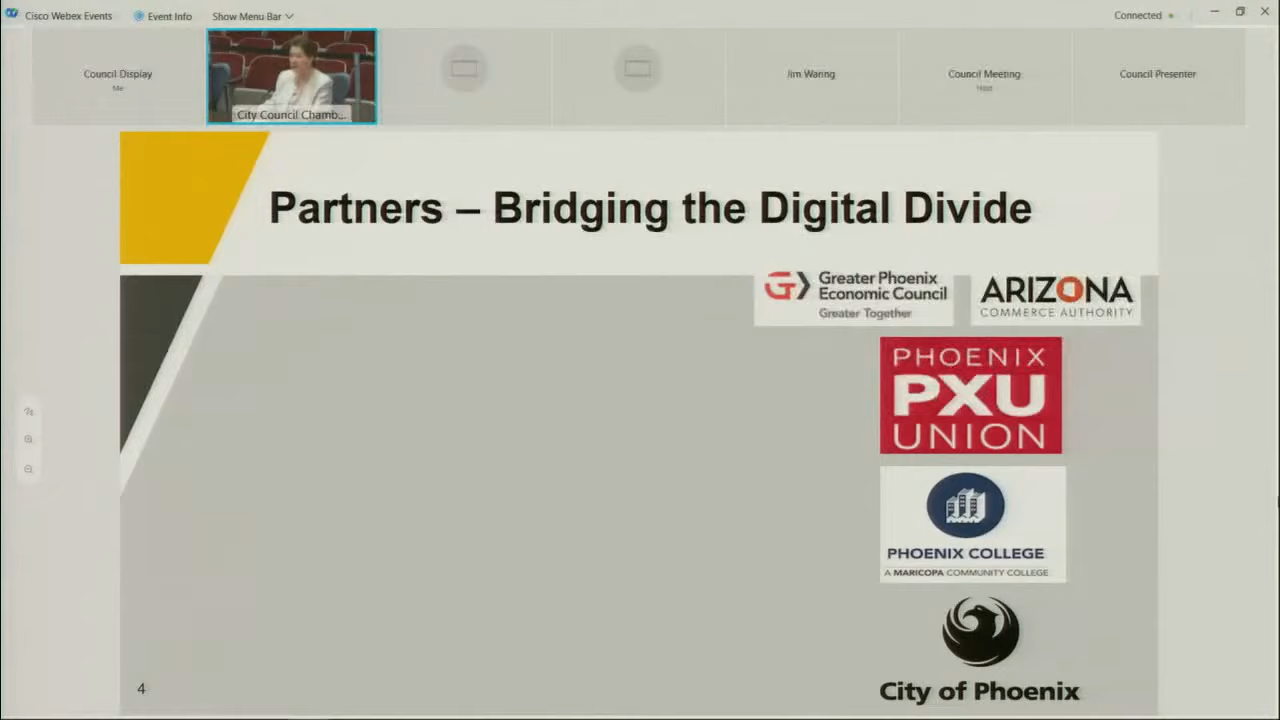 Cisco Webex Events
Event Info
Show Menu Bar
Connected
Council Display
Me
City Council Chamb...
Jim Waring
Council Meeting
Host
Council Presenter
Partners – Bridging the Digital Divide
Greater Phoenix
Economic Council
Greater Together
ARIZONA
COMMERCE AUTHORITY
PHOENIX
PXU
UNION
PHOENIX COLLEGE
A MARICOPA COMMUNITY COLLEGE
City of Phoenix
4